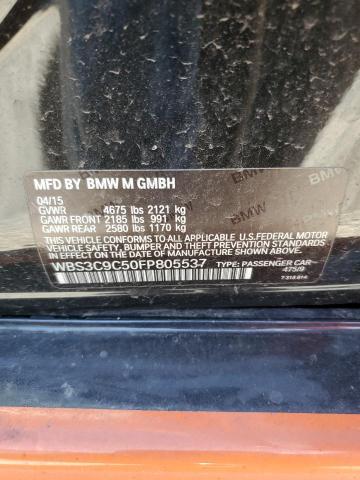 MFD BY BMW M GMBH
04/15
GVWR 4675 lbs 2121 kg
GAWR FRONT 2185 lbs 991 kg
GAWR REAR 2580 lbs 1170 kg
THIS VEHICLE CONFORMS TO ALL APPLICABLE U.S.FEDERAL MOTOR
VEHICLE SAFETY, BUMPER, AND THEFT PREVENTION STANDARDS
IN EFFECT ON THE DATE OF MANUFACTURE SHOWN ABOVE.
WBS3C9C50FP805537 TYPE: PASSENGER CAR
475/9